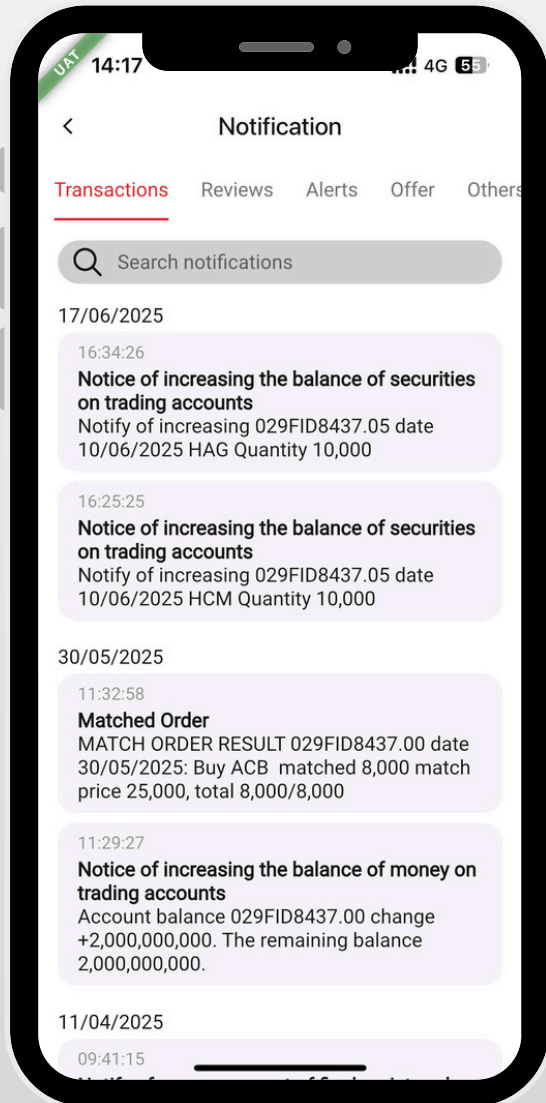 UAT
14:17
4G 55
Notification
Transactions Reviews Alerts Offer Others
Search notifications
17/06/2025
16:34:26
Notice of increasing the balance of securities
on trading accounts
Notify of increasing 029FID8437.05 date
10/06/2025 HAG Quantity 10,000
16:25:25
Notice of increasing the balance of securities
on trading accounts
Notify of increasing 029FID8437.05 date
10/06/2025 HCM Quantity 10,000
30/05/2025
11:32:58
Matched Order
MATCH ORDER RESULT 029FID8437.00 date
30/05/2025: Buy ACB  matched 8,000 match
price 25,000, total 8,000/8,000
11:29:27
Notice of increasing the balance of money on
trading accounts
Account balance 029FID8437.00 change
+2,000,000,000. The remaining balance
2,000,000,000.
11/04/2025
09:41:15